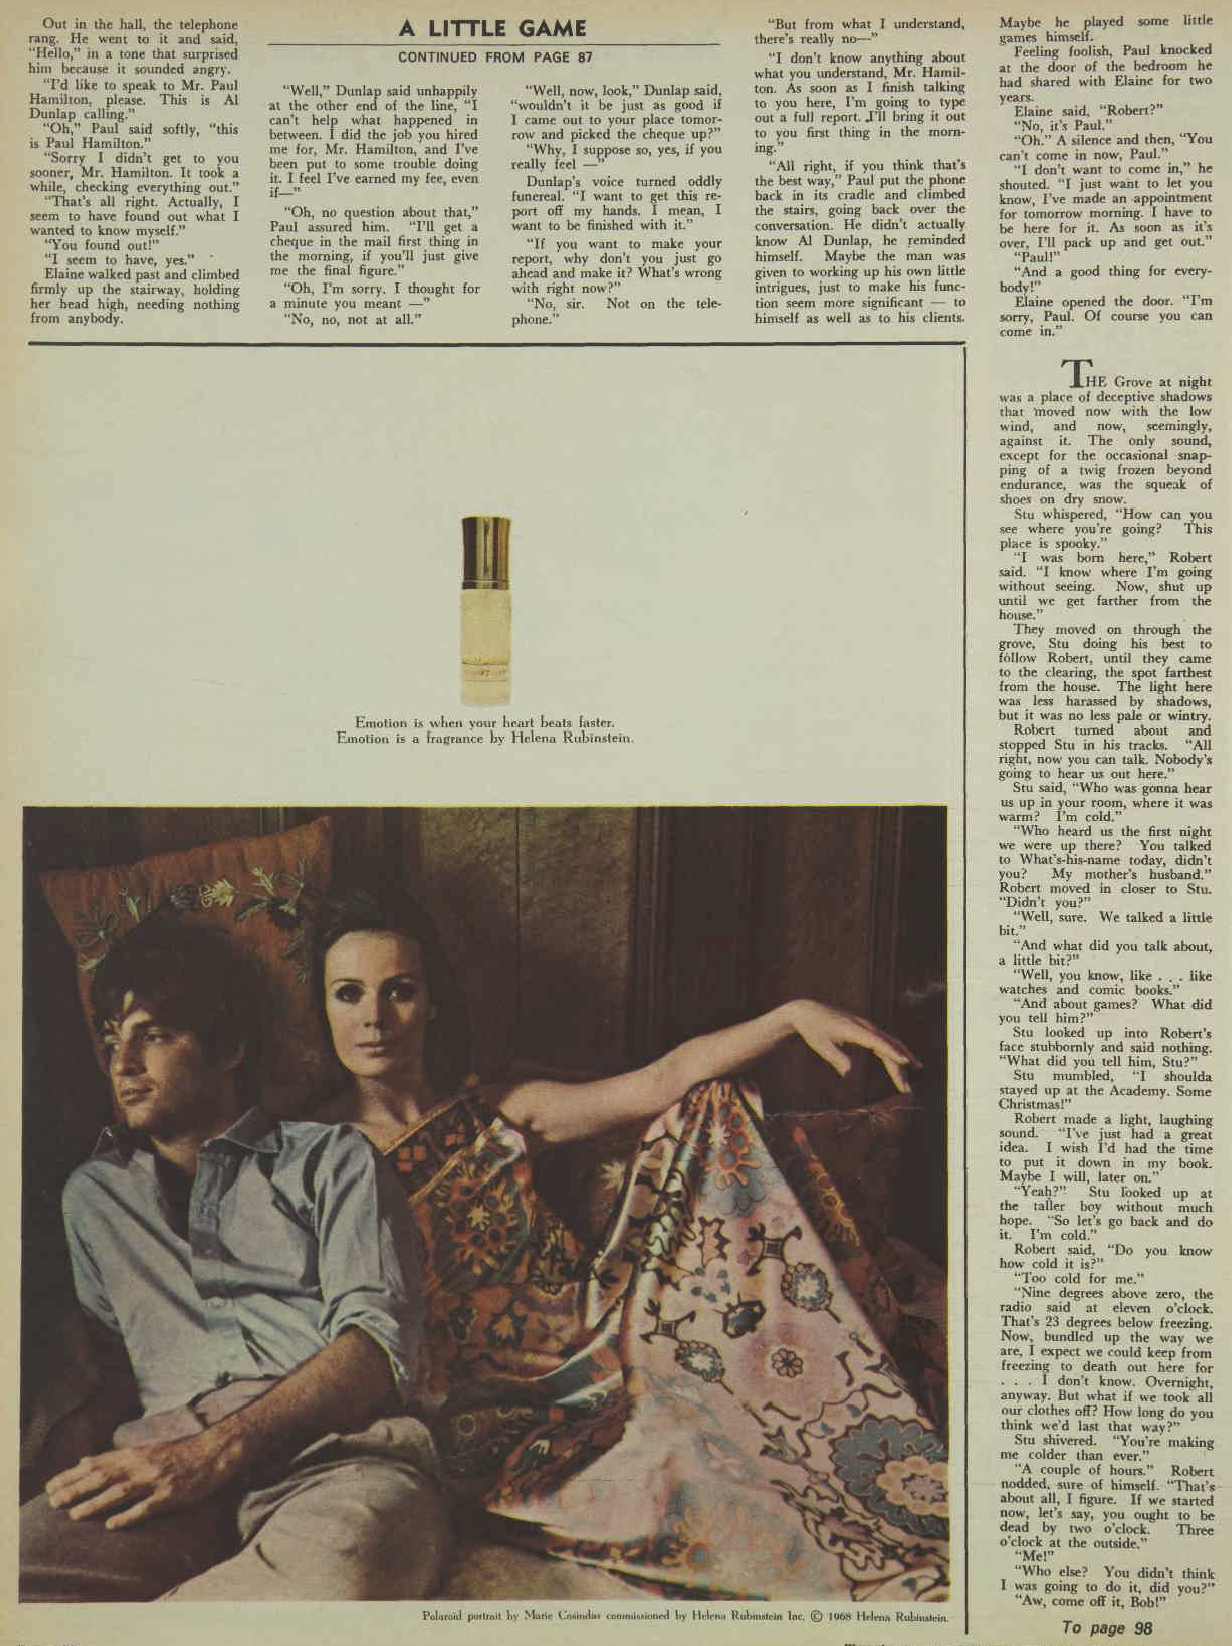 Out in the hall, the telephone
rang. He went to it and said,
"Hello," in a tone that surprised
him because it sounded angry.
"I'd like to speak to Mr. Paul
Hamilton, please. This is Al
Dunlap calling."
"Oh," Paul said softly, "this
is Paul Hamilton."
"Sorry I didn't get to you
sooner, Mr. Hamilton. It took a
while, checking everything out."
"That's all right. Actually, I
seem to have found out what I
wanted to know myself."
"You found out!"
"I seem to have, yes."
Elaine walked past and climbed
firmly up the stairway, holding
her head high, needing nothing
from anybody.
A LITTLE GAME
CONTINUED FROM PAGE 87
"Well," Dunlap said unhappily
at the other end of the line, "I
can't help what happened in
between. I did the job you hired
me for, Mr. Hamilton, and I've
been put to some trouble doing
it. I feel I've earned my fee, even
if—"
"Oh, no question about that,"
Paul assured him. "I'll get a
cheque in the mail first thing in
the morning, if you'll just give
me the final figure."
"Oh, I'm sorry. I thought for
a minute you meant —"
"No, no, not at all."
"Well, now, look," Dunlap said,
"wouldn't it be just as good if
I came out to your place tomor-
row and picked the cheque up?"
"Why, I suppose so, yes, if you
really feel —"
Dunlap's voice turned oddly
funereal. "I want to get this re-
port off my hands. I mean, I
want to be finished with it."
"If you want to make your
report, why don't you just go
ahead and make it? What's wrong
with right now?"
"No, sir. Not on the tele-
phone."
"But from what I understand,
there's really no—"
"I don't know anything about
what you understand, Mr. Hamil-
ton. As soon as I finish talking
to you here, I'm going to type
out a full report. I'll bring it out
to you first thing in the morn-
ing."
"All right, if you think that's
the best way," Paul put the phone
back in its cradle and climbed
the stairs, going back over the
conversation. He didn't actually
know Al Dunlap, he reminded
himself. Maybe the man was
given to working up his own little
intrigues, just to make his func-
tion seem more significant — to
himself as well as to his clients.
Maybe he played some little
games himself.
Feeling foolish, Paul knocked
at the door of the bedroom he
had shared with Elaine for two
years.
Elaine said, "Robert?"
"No, it's Paul."
"Oh." A silence and then, "You
can't come in now, Paul."
"I don't want to come in," he
shouted. "I just want to let you
know, I've made an appointment
for tomorrow morning. I have to
be here for it. As soon as it's
over, I'll pack up and get out."
"Paul!"
"And a good thing for every-
body!"
Elaine opened the door. "I'm
sorry, Paul. Of course you can
come in."
THE Grove at night
was a place of deceptive shadows
that moved now with the low
wind, and now, seemingly,
against it. The only sound,
except for the occasional snap-
ping of a twig frozen beyond
endurance, was the squeak of
shoes on dry snow.
Stu whispered, "How can you
see where you're going? This
place is spooky."
"I was born here," Robert
said. "I know where I'm going
without seeing. Now, shut up
until we get farther from the
house."
They moved on through the
grove, Stu doing his best to
follow Robert, until they came
to the clearing, the spot farthest
from the house. The light here
was less harassed by shadows,
but it was no less pale or wintry.
Robert turned about and
stopped Stu in his tracks. "All
right, now you can talk. Nobody's
going to hear us out here."
Stu said, "Who was gonna hear
us up in your room, where it was
warm? I'm cold."
"Who heard us the first night
we were up there? You talked
to What's-his-name today, didn't
you? My mother's husband."
Robert moved in closer to Stu.
"Didn't you?"
"Well, sure. We talked a little
bit."
"And what did you talk about,
a little bit?"
"Well, you know, like . . . like
watches and comic books."
"And about games? What did
you tell him?"
Stu looked up into Robert's
face stubbornly and said nothing.
"What did you tell him, Stu?"
Stu mumbled, "I shoulda
stayed up at the Academy. Some
Christmas!"
Robert made a light, laughing
sound. "I've just had a great
idea. I wish I'd had the time
to put it down in my book.
Maybe I will, later on."
"Yeah?" Stu looked up at
the taller boy without much
hope. "So let's go back and do
it. I'm cold."
Robert said, "Do you know
how cold it is?"
"Too cold for me."
"Nine degrees above zero, the
radio said at eleven o'clock.
That's 23 degrees below freezing.
Now, bundled up the way we
are, I expect we could keep from
freezing to death out here for
. . . I don't know. Overnight,
anyway. But what if we took all
our clothes off? How long do you
think we'd last that way?"
Stu shivered. "You're making
me colder than ever."
"A couple of hours." Robert
nodded, sure of himself. "That's
about all, I figure. If we started
now, let's say, you ought to be
dead by two o'clock. Three
o'clock at the outside."
"Me!"
"Who else? You didn't think
I was going to do it, did you?"
"Aw, come off it, Bob!"
To page 98
Emotion is when your heart beats faster.
Emotion is a fragrance by Helena Rubinstein.
Polaroid portrait by Marie Cosindas commissioned by Helena Rubinstein Inc. © 1968 Helena Rubinstein.